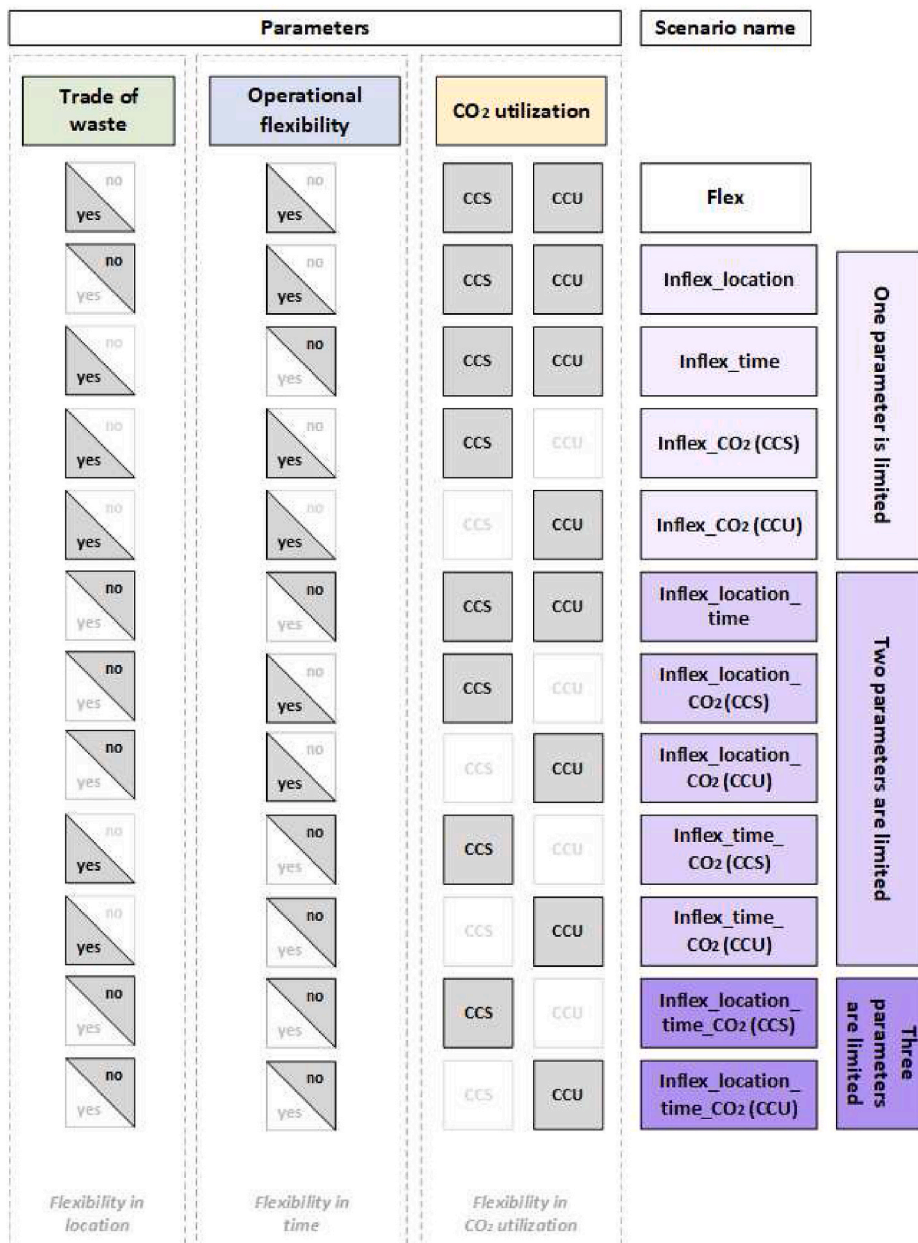 Parameters
Scenario name
Trade of
waste
Operational
flexibility
CO₂ utilization
no
yes
no
yes
CCS
CCU
Flex
no
yes
no
yes
CCS
CCU
Inflex_location
no
yes
no
yes
CCS
CCU
Inflex_time
no
yes
no
yes
CCS
CCU
Inflex_CO₂ (CCS)
no
yes
no
yes
CCS
CCU
Inflex_CO₂ (CCU)
One parameter is limited
no
yes
no
yes
CCS
CCU
Inflex_location_
time
no
yes
no
yes
CCS
CCU
Inflex_location_
CO₂ (CCS)
no
yes
no
yes
CCS
CCU
Inflex_location_
CO₂ (CCU)
no
yes
no
yes
CCS
CCU
Inflex_time_
CO₂ (CCS)
no
yes
no
yes
CCS
CCU
Inflex_time_
CO₂ (CCU)
Two parameters are limited
no
yes
no
yes
CCS
CCU
Inflex_location_
time_CO₂ (CCS)
no
yes
no
yes
CCS
CCU
Inflex_location_
time_CO₂ (CCU)
Three
parameters
are limited
Flexibility in
location
Flexibility in
time
Flexibility in
CO₂ utilization